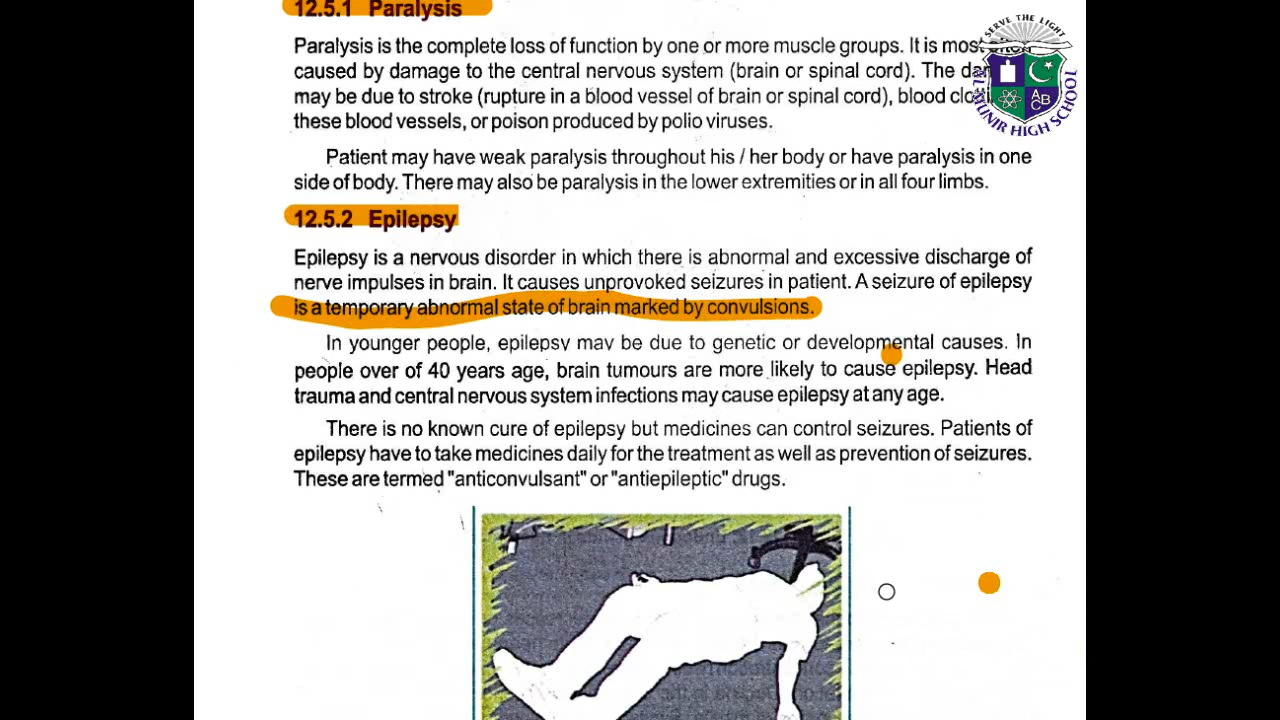 12.5.1 Paralysis
Paralysis is the complete loss of function by one or more muscle groups. It is most
caused by damage to the central nervous system (brain or spinal cord). The
may be due to stroke (rupture in a blood vessel of brain or spinal cord), blood
these blood vessels, or poison produced by polio viruses.
Patient may have weak paralysis throughout his / her body or have paralysis in one
side of body. There may also be paralysis in the lower extremities or in all four limbs.
12.5.2 Epilepsy
Epilepsy is a nervous disorder in which there is abnormal and excessive discharge of
nerve impulses in brain. It causes unprovoked seizures in patient. A seizure of epilepsy
is a temporary abnormal state of brain marked by convulsions.
In younger people, epilepsy may be due to genetic or developmental causes. In
people over of 40 years age, brain tumours are more likely to cause epilepsy. Head
trauma and central nervous system infections may cause epilepsy at any age.
There is no known cure of epilepsy but medicines can control seizures. Patients of
epilepsy have to take medicines daily for the treatment as well as prevention of seizures.
These are termed "anticonvulsant" or "antiepileptic" drugs.
SERVE THE LIGHT
A B
C
MUNIR HIGH SCHOOL